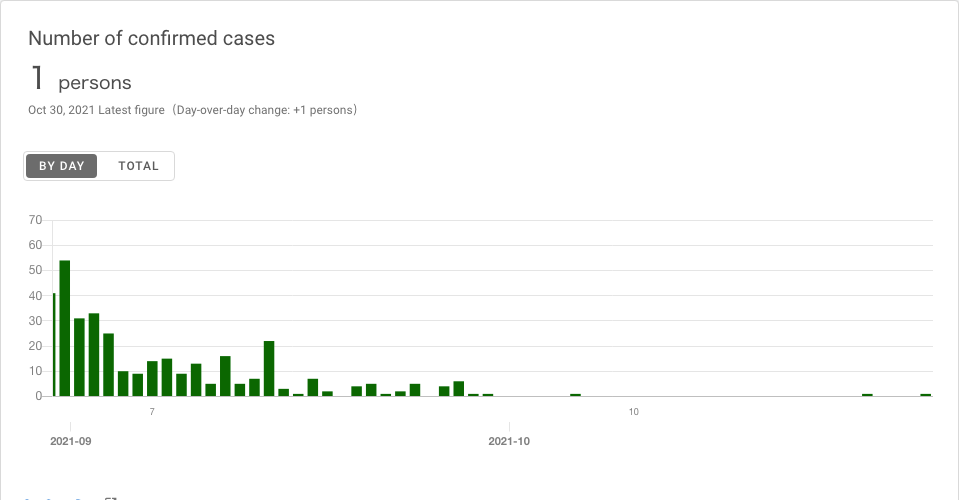 Number of confirmed cases
1 persons
Oct 30, 2021 Latest figure (Day-over-day change: +1 persons)
BY DAY TOTAL
70
60
50
40
30
20
10
0
7 10
2021-09 2021-10